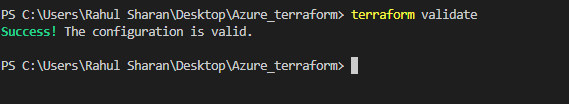 PS C:\Users\Rahul Sharan\Desktop\Azure_terraform> terraform validate
Success! The configuration is valid.
PS C:\Users\Rahul Sharan\Desktop\Azure_terraform>